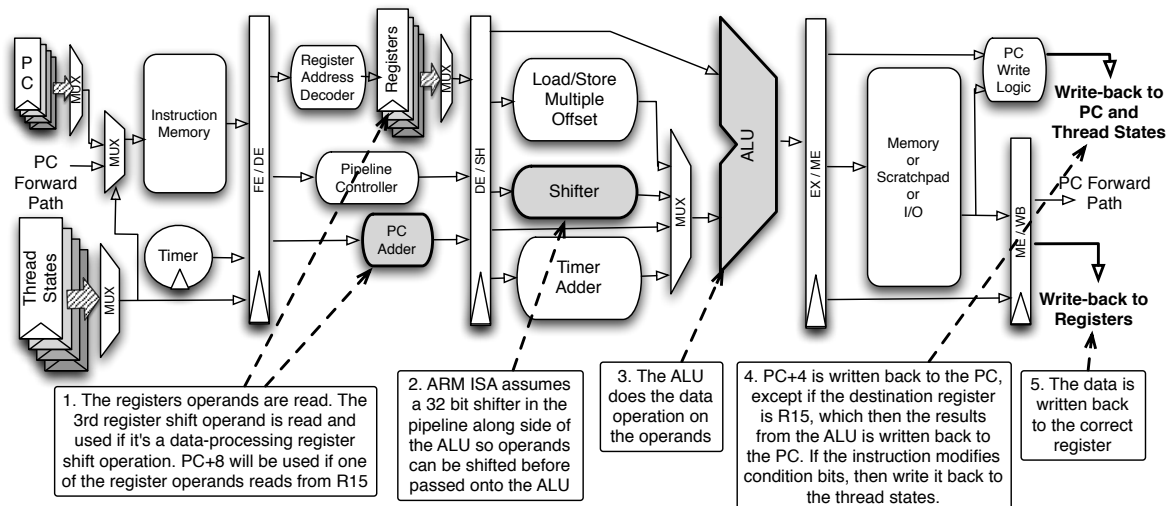 PC
MUX
PC
Forward
Path
Thread
States
MUX
MUX
Instruction
Memory
Timer
FE / DE
Register
Address
Decoder
Registers
MUX
Pipeline
Controller
PC
Adder
DE / SH
Load/Store
Multiple
Offset
Shifter
Timer
Adder
MUX
ALU
EX / ME
Memory
or
Scratchpad
or
I/O
PC
Write
Logic
ME / WB
Write-back to
PC and
Thread States
PC Forward
Path
Write-back to
Registers
1. The registers operands are read. The
3rd register shift operand is read and
used if it's a data-processing register
shift operation. PC+8 will be used if one
of the register operands reads from R15
2. ARM ISA assumes
a 32 bit shifter in the
pipeline along side of
the ALU so operands
can be shifted before
passed onto the ALU
3. The ALU
does the data
operation on
the operands
4. PC+4 is written back to the PC,
except if the destination register
is R15, which then the results
from the ALU is written back to
the PC. If the instruction modifies
condition bits, then write it back to
the thread states.
5. The data is
written back
to the correct
register